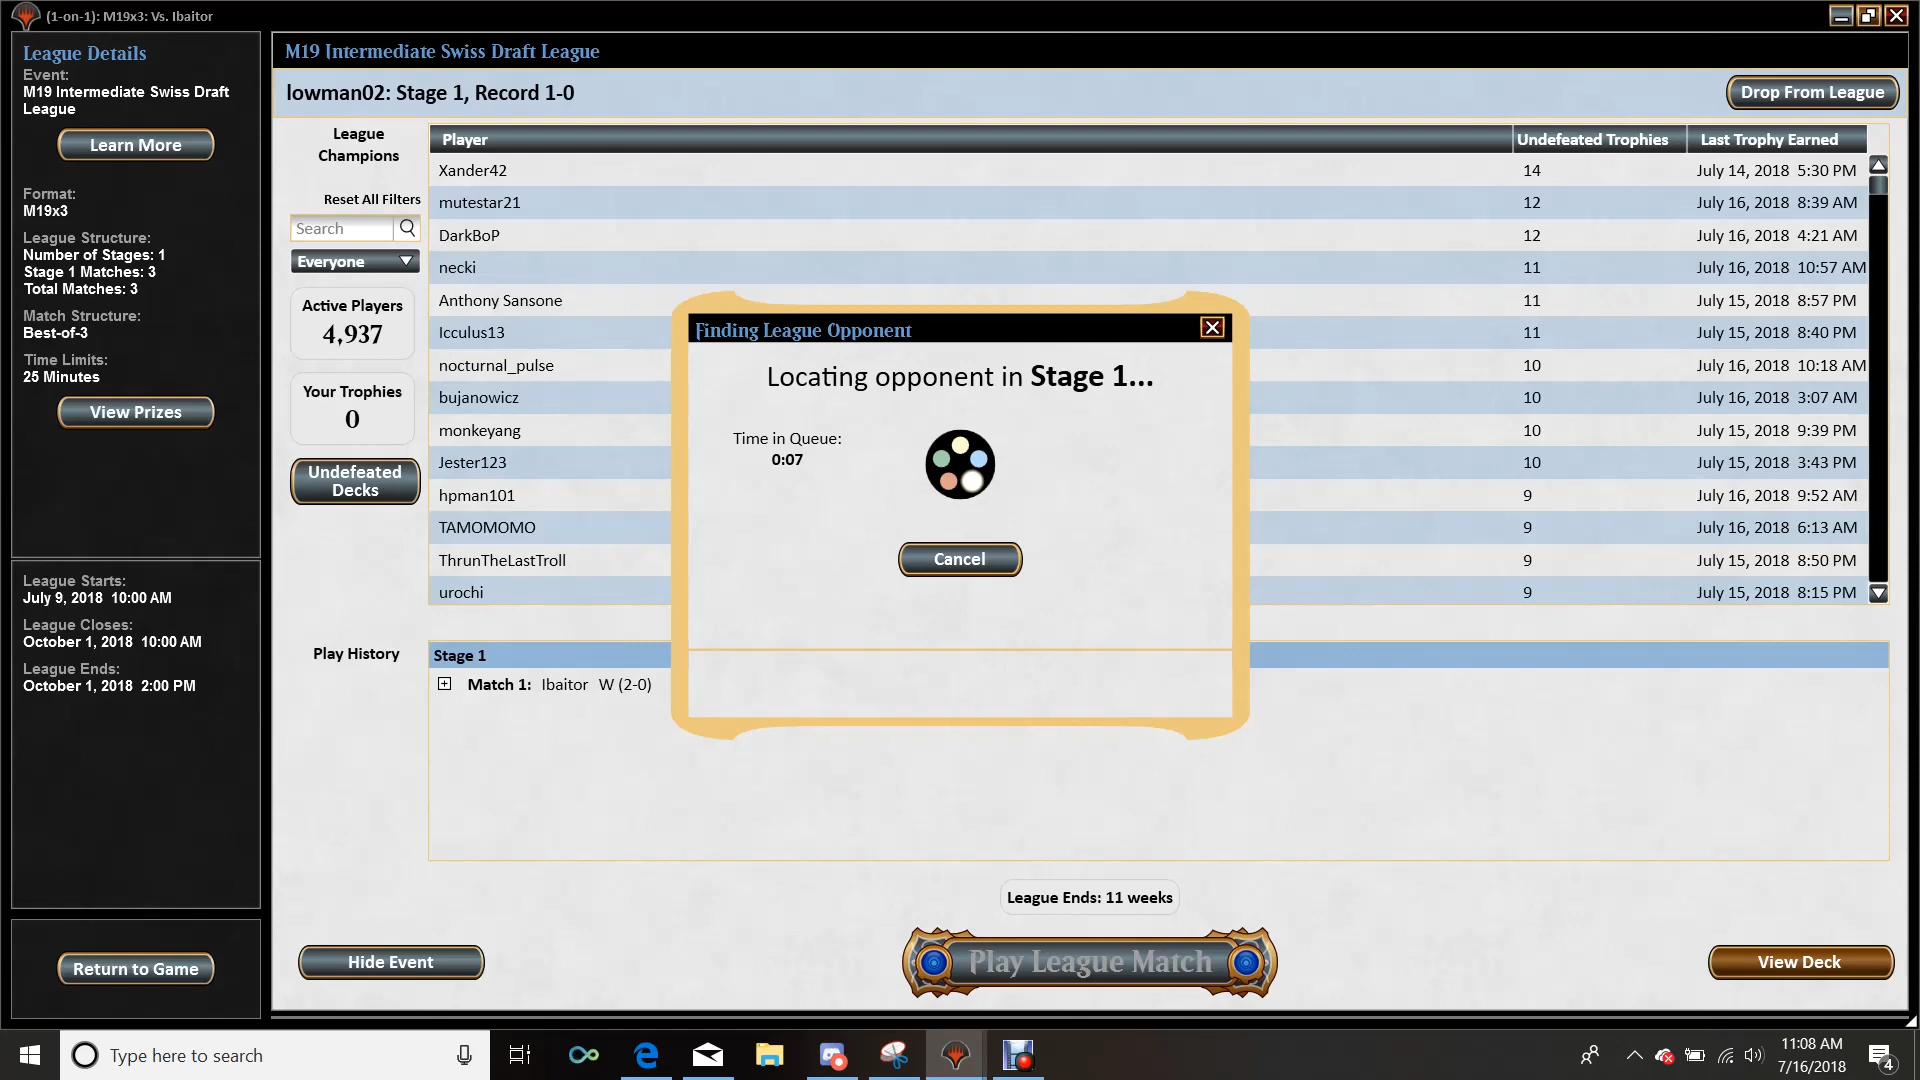 (1-on-1): M19x3: Vs. Ibaitor
League Details
Event:
M19 Intermediate Swiss Draft
League
Learn More
Format:
M19x3
League Structure:
Number of Stages: 1
Stage 1 Matches: 3
Total Matches: 3
Match Structure:
Best-of-3
Time Limits:
25 Minutes
View Prizes
League Starts:
July 9, 2018 10:00 AM
League Closes:
October 1, 2018 10:00 AM
League Ends:
October 1, 2018 2:00 PM
Return to Game
M19 Intermediate Swiss Draft League
lowman02: Stage 1, Record 1-0
Drop From League
League
Champions
Reset All Filters
Search
Everyone
Active Players
4,937
Your Trophies
0
Undefeated
Decks
Player Undefeated Trophies Last Trophy Earned
Xander42 14 July 14, 2018 5:30 PM
mutestar21 12 July 16, 2018 8:39 AM
DarkBoP 12 July 16, 2018 4:21 AM
necki 11 July 16, 2018 10:57 AM
Anthony Sansone 11 July 15, 2018 8:57 PM
Icculus13 11 July 15, 2018 8:40 PM
nocturnal_pulse 10 July 16, 2018 10:18 AM
bujanowicz 10 July 16, 2018 3:07 AM
monkeyang 10 July 15, 2018 9:39 PM
Jester123 10 July 15, 2018 3:43 PM
hpman101 9 July 16, 2018 9:52 AM
TAMOMOMO 9 July 16, 2018 6:13 AM
ThrunTheLastTroll 9 July 15, 2018 8:50 PM
urochi 9 July 15, 2018 8:15 PM
Finding League Opponent
Locating opponent in Stage 1...
Time in Queue:
0:07
Cancel
Play History
Stage 1
Match 1: Ibaitor W (2-0)
League Ends: 11 weeks
Hide Event
Play League Match
View Deck
Type here to search
11:08 AM
7/16/2018
4